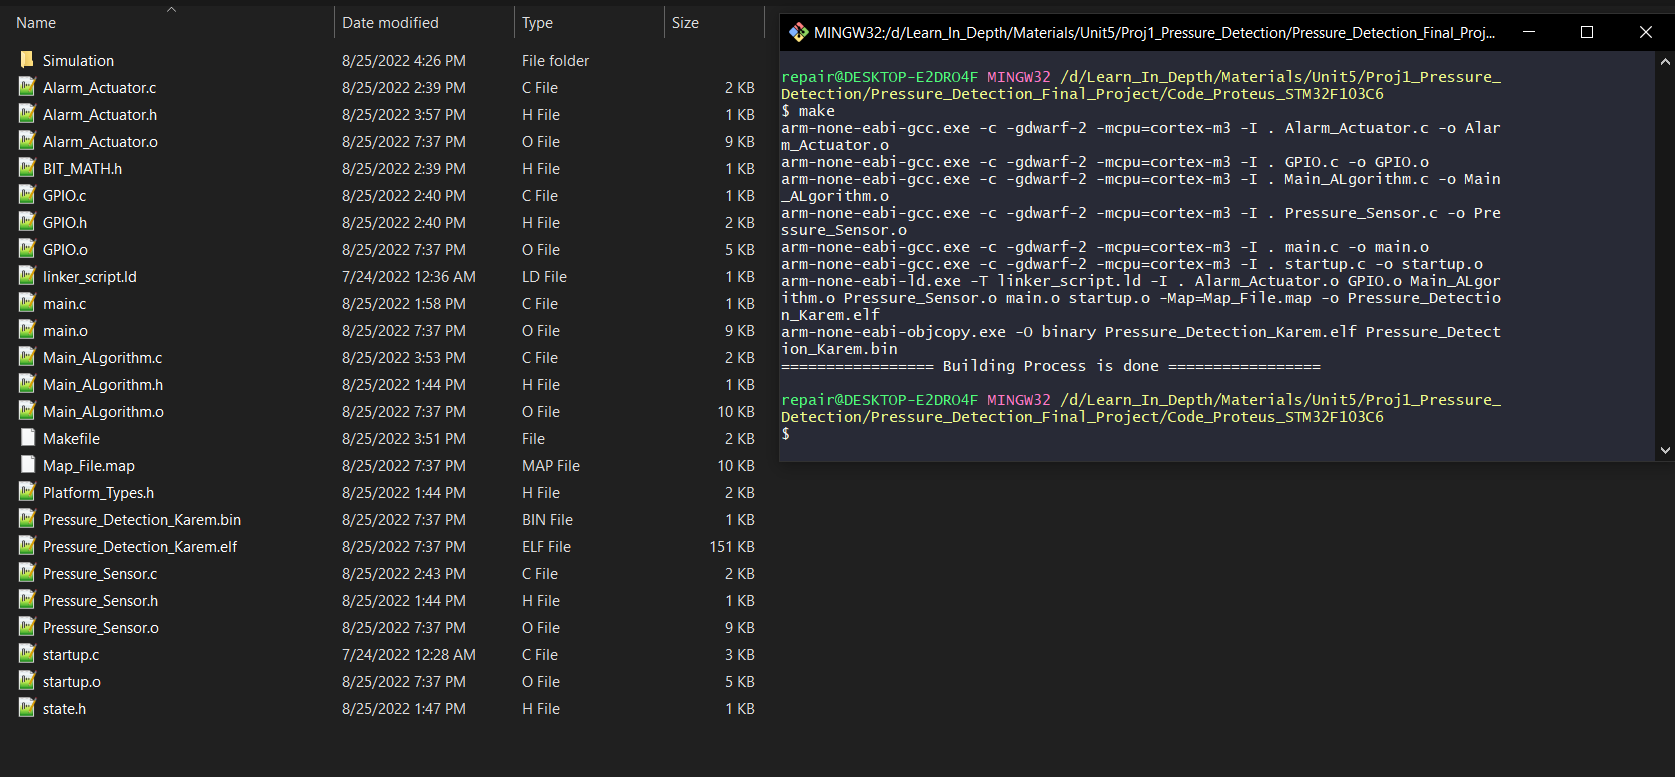 Name Date modified Type Size
Simulation 8/25/2022 4:26 PM File folder
Alarm_Actuator.c 8/25/2022 2:39 PM C File 2 KB
Alarm_Actuator.h 8/25/2022 3:57 PM H File 1 KB
Alarm_Actuator.o 8/25/2022 7:37 PM O File 9 KB
BIT_MATH.h 8/25/2022 2:39 PM H File 1 KB
GPIO.c 8/25/2022 2:40 PM C File 1 KB
GPIO.h 8/25/2022 2:40 PM H File 2 KB
GPIO.o 8/25/2022 7:37 PM O File 5 KB
linker_script.ld 7/24/2022 12:36 AM LD File 1 KB
main.c 8/25/2022 1:58 PM C File 1 KB
main.o 8/25/2022 7:37 PM O File 9 KB
Main_ALgorithm.c 8/25/2022 3:53 PM C File 2 KB
Main_ALgorithm.h 8/25/2022 1:44 PM H File 1 KB
Main_ALgorithm.o 8/25/2022 7:37 PM O File 10 KB
Makefile 8/25/2022 3:51 PM File 2 KB
Map_File.map 8/25/2022 7:37 PM MAP File 10 KB
Platform_Types.h 8/25/2022 1:44 PM H File 2 KB
Pressure_Detection_Karem.bin 8/25/2022 7:37 PM BIN File 1 KB
Pressure_Detection_Karem.elf 8/25/2022 7:37 PM ELF File 151 KB
Pressure_Sensor.c 8/25/2022 2:43 PM C File 2 KB
Pressure_Sensor.h 8/25/2022 1:44 PM H File 1 KB
Pressure_Sensor.o 8/25/2022 7:37 PM O File 9 KB
startup.c 7/24/2022 12:28 AM C File 3 KB
startup.o 8/25/2022 7:37 PM O File 5 KB
state.h 8/25/2022 1:47 PM H File 1 KB
MINGW32:/d/Learn_In_Depth/Materials/Unit5/Proj1_Pressure_Detection/Pressure_Detection_Final_Proj...
repair@DESKTOP-E2DRO4F MINGW32 /d/Learn_In_Depth/Materials/Unit5/Proj1_Pressure_
Detection/Pressure_Detection_Final_Project/Code_Proteus_STM32F103C6
$ make
arm-none-eabi-gcc.exe -c -gdwarf-2 -mcpu=cortex-m3 -I . Alarm_Actuator.c -o Alar
m_Actuator.o
arm-none-eabi-gcc.exe -c -gdwarf-2 -mcpu=cortex-m3 -I . GPIO.c -o GPIO.o
arm-none-eabi-gcc.exe -c -gdwarf-2 -mcpu=cortex-m3 -I . Main_ALgorithm.c -o Main
_ALgorithm.o
arm-none-eabi-gcc.exe -c -gdwarf-2 -mcpu=cortex-m3 -I . Pressure_Sensor.c -o Pre
ssure_Sensor.o
arm-none-eabi-gcc.exe -c -gdwarf-2 -mcpu=cortex-m3 -I . main.c -o main.o
arm-none-eabi-gcc.exe -c -gdwarf-2 -mcpu=cortex-m3 -I . startup.c -o startup.o
arm-none-eabi-ld.exe -T linker_script.ld -I . Alarm_Actuator.o GPIO.o Main_ALgor
ithm.o Pressure_Sensor.o main.o startup.o -Map=Map_File.map -o Pressure_Detectio
n_Karem.elf
arm-none-eabi-objcopy.exe -O binary Pressure_Detection_Karem.elf Pressure_Detect
ion_Karem.bin
================= Building Process is done =================
repair@DESKTOP-E2DRO4F MINGW32 /d/Learn_In_Depth/Materials/Unit5/Proj1_Pressure_
Detection/Pressure_Detection_Final_Project/Code_Proteus_STM32F103C6
$